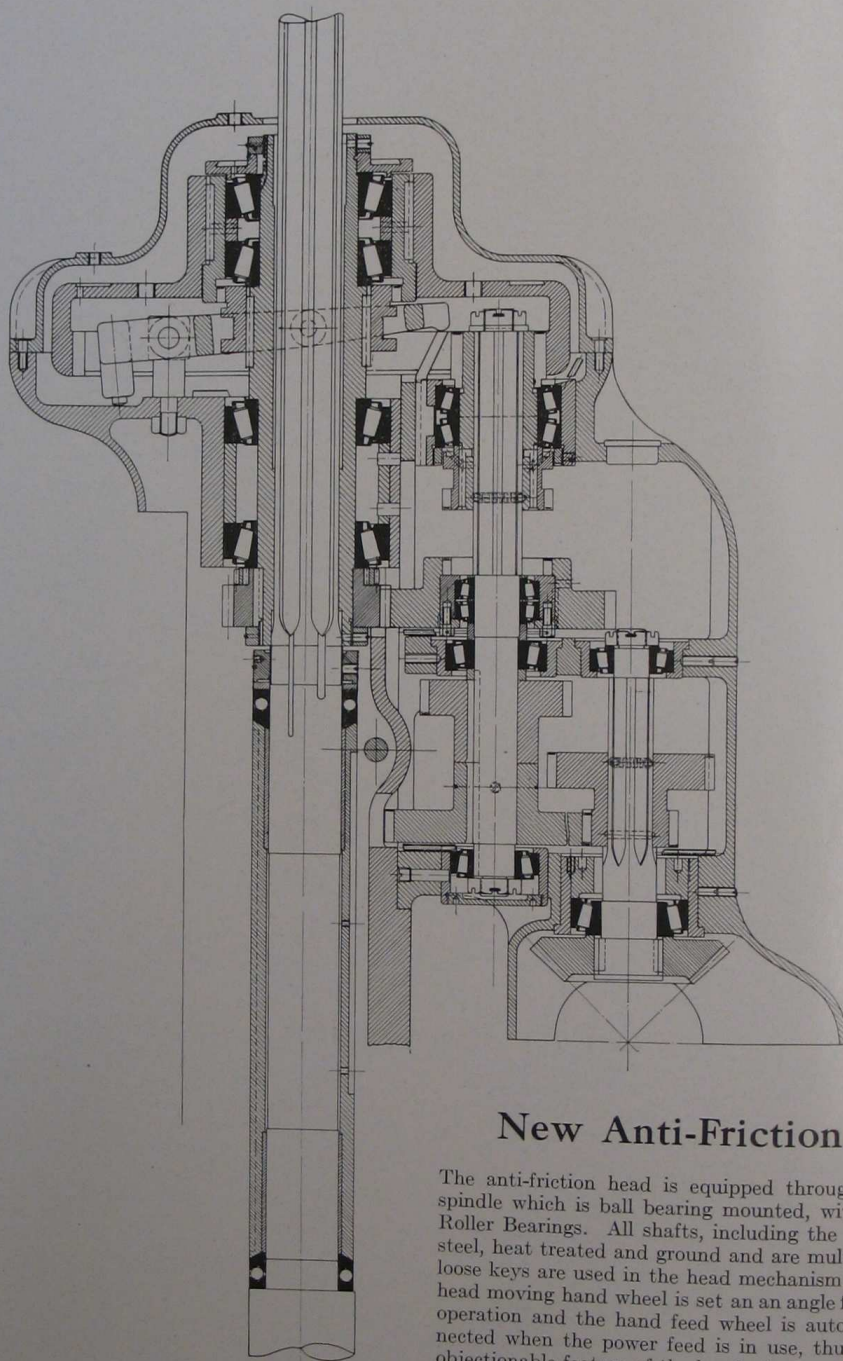 New Anti-Friction
The anti-friction head is equipped throug
spindle which is ball bearing mounted, wi
Roller Bearings. All shafts, including the
steel, heat treated and ground and are mul
loose keys are used in the head mechanism
head moving hand wheel is set an an angle f
operation and the hand feed wheel is auto
nected when the power feed is in use, thu